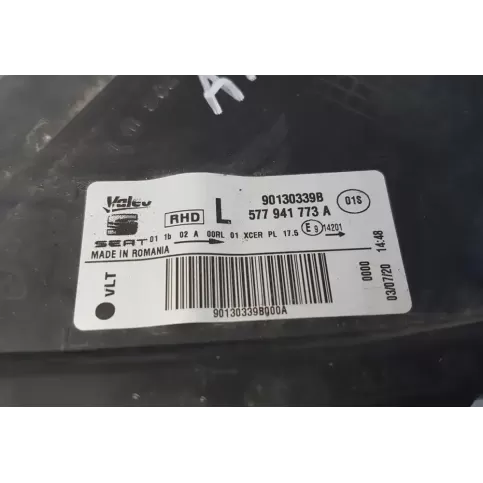 Valeo
RHD
L
90130339B
577 941 773 A
01S
SEAT
01 1b 02 A 00RL 01 XCER PL 17.5 E9 14201
MADE IN ROMANIA
VLT
90130339B000A
0000 14:48
03/07/20